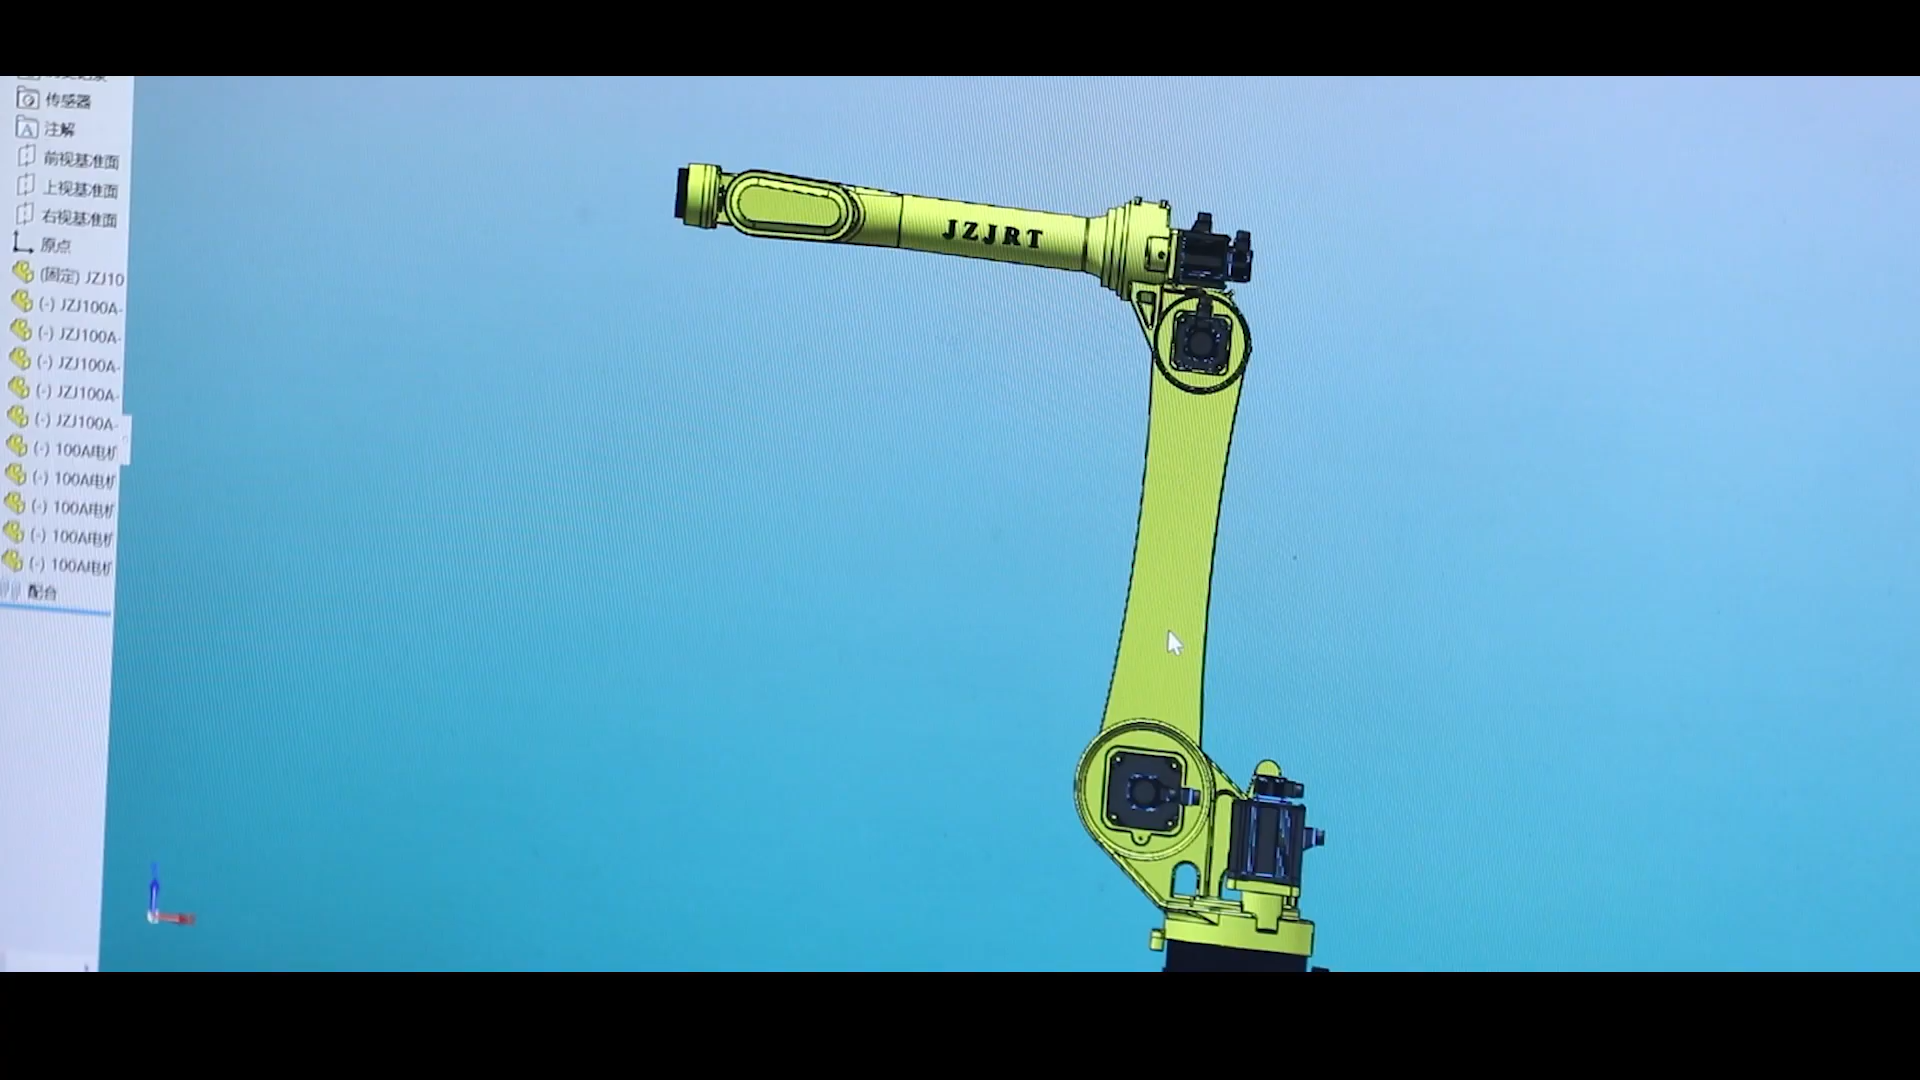 传感器
注解
前视基准面
上视基准面
右视基准面
原点
(固定) JZJ10
(-) JZJ100A-
(-) JZJ100A-
(-) JZJ100A-
(-) JZJ100A-
(-) JZJ100A-
(-) 100A电机
(-) 100A电机
(-) 100A电机
(-) 100A电机
(-) 100A电机
配合
JZJRT